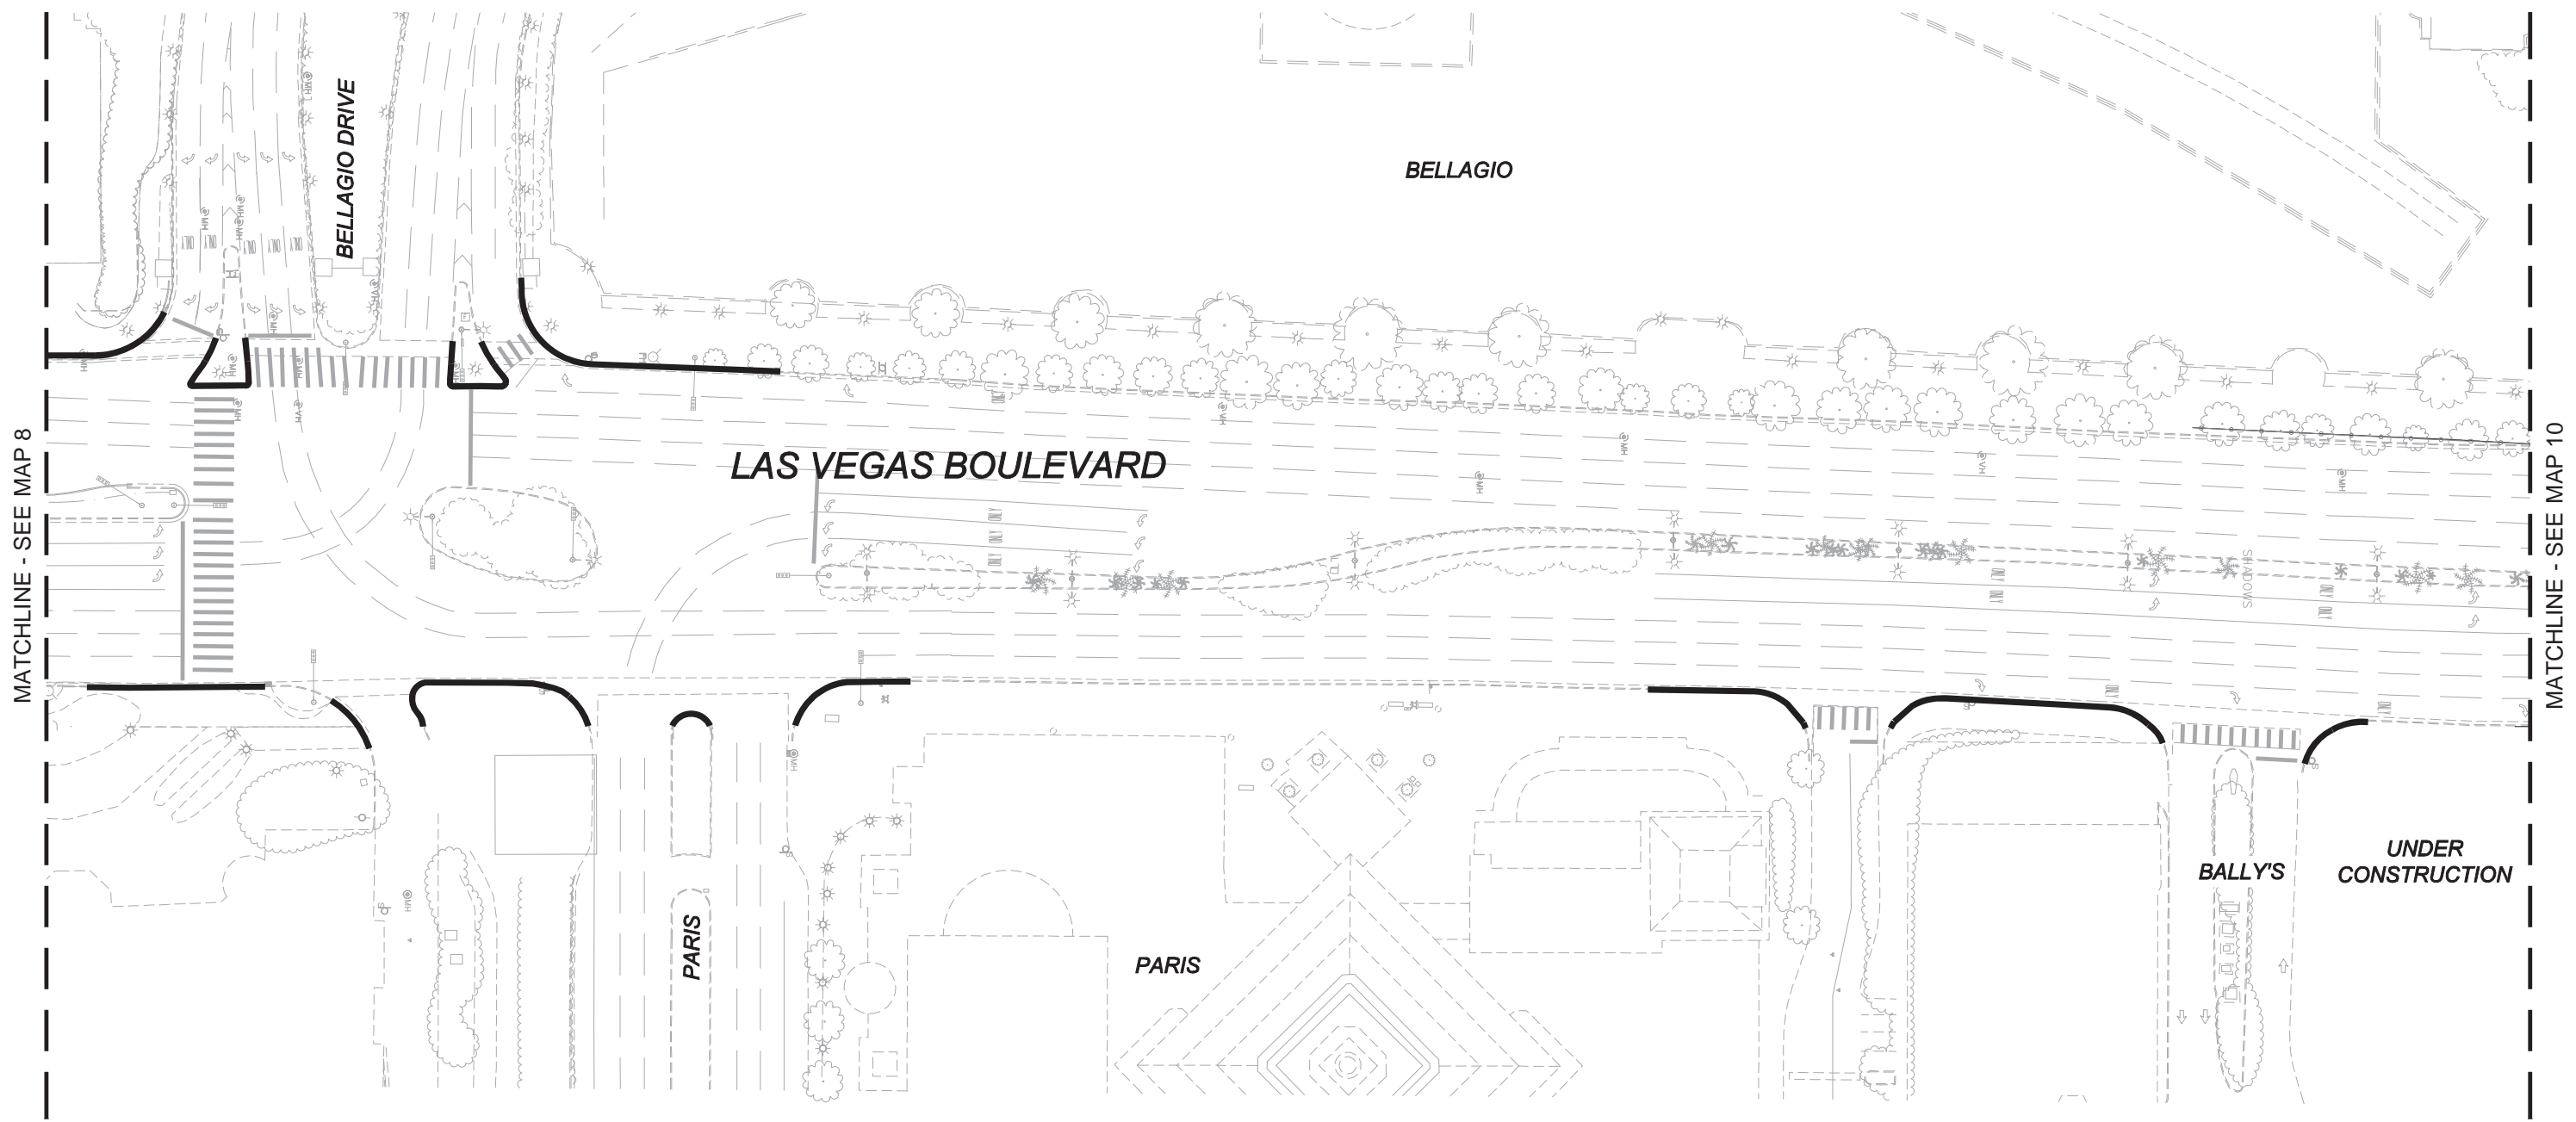 BELLAGIO DRIVE
BELLAGIO
LAS VEGAS BOULEVARD
MATCHLINE - SEE MAP 8
MATCHLINE - SEE MAP 10
SHADOWS
PARIS
PARIS
BALLY'S
UNDER
CONSTRUCTION